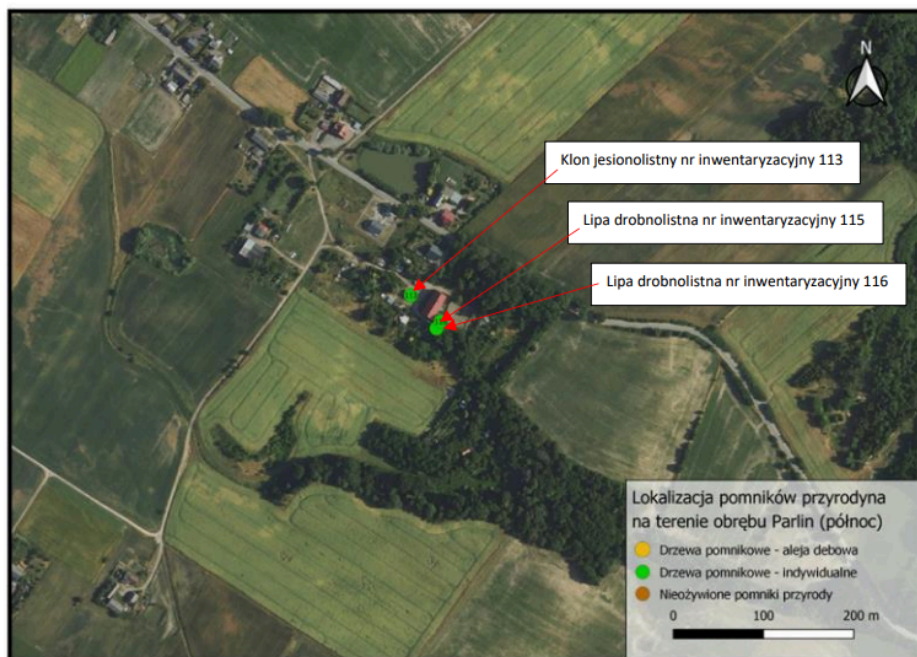 N
Klon jesionolistny nr inwentaryzacyjny 113
Lipa drobnolistna nr inwentaryzacyjny 115
Lipa drobnolistna nr inwentaryzacyjny 116
Lokalizacja pomników przyrodyna
na terenie obrębu Parlin (północ)
Drzewa pomnikowe - aleja debowa
Drzewa pomnikowe - indywidualne
Nieożywione pomniki przyrody
0 100 200 m